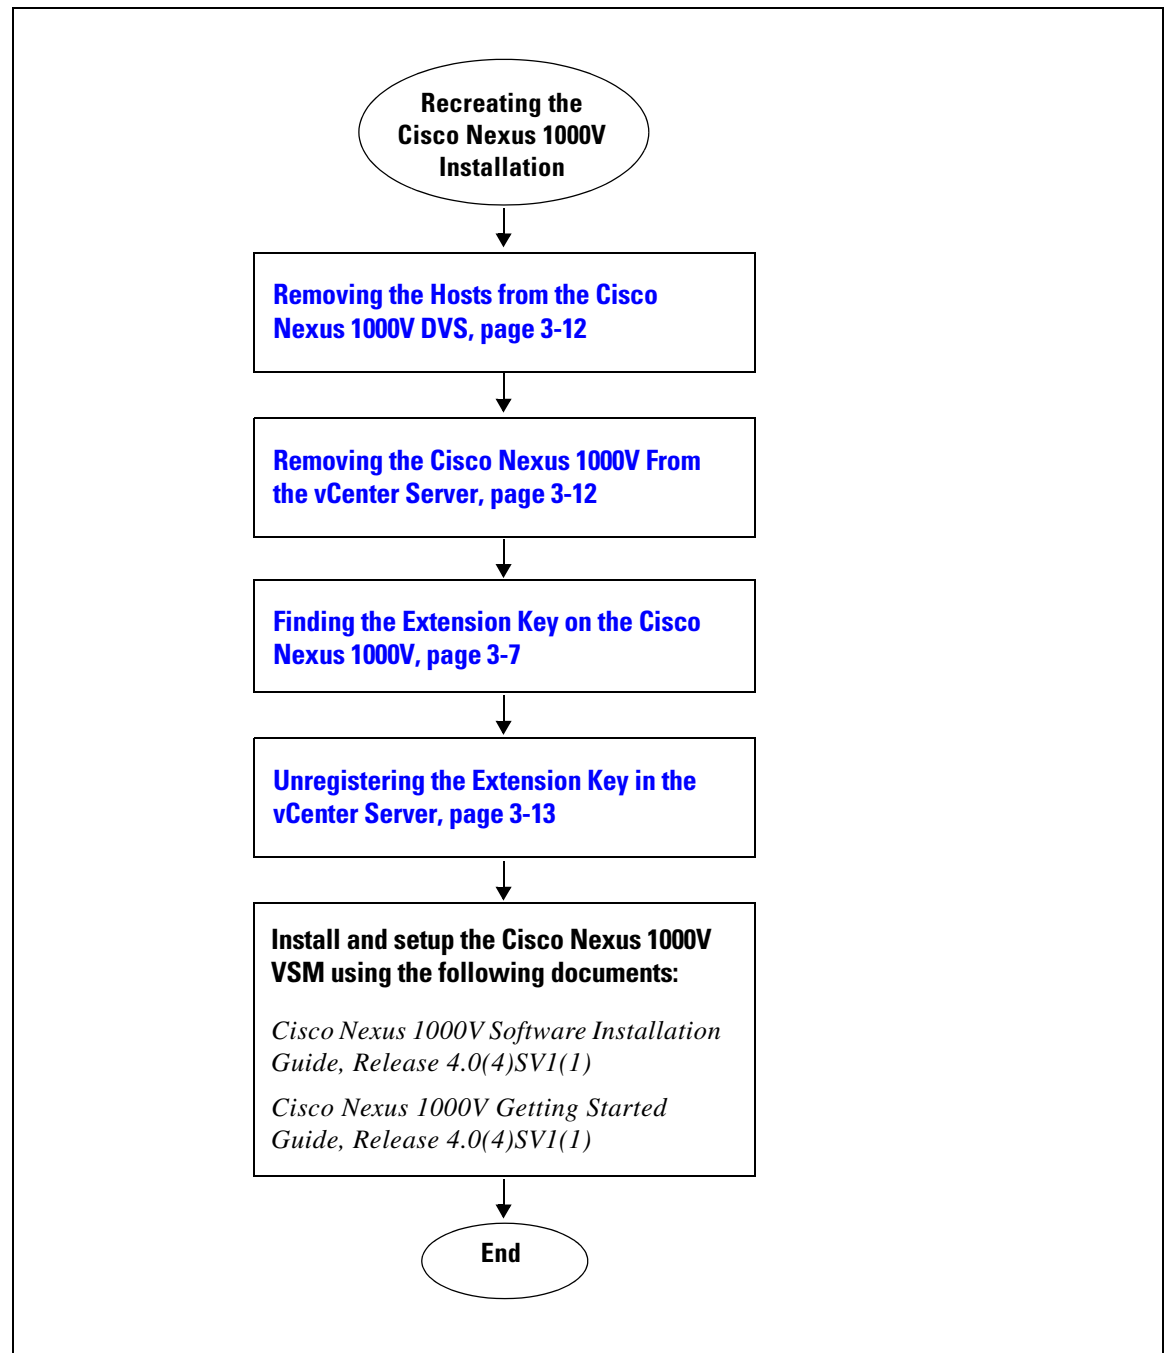 Recreating the
Cisco Nexus 1000V
Installation
Removing the Hosts from the Cisco
Nexus 1000V DVS, page 3-12
Removing the Cisco Nexus 1000V From
the vCenter Server, page 3-12
Finding the Extension Key on the Cisco
Nexus 1000V, page 3-7
Unregistering the Extension Key in the
vCenter Server, page 3-13
Install and setup the Cisco Nexus 1000V
VSM using the following documents:
Cisco Nexus 1000V Software Installation
Guide, Release 4.0(4)SV1(1)
Cisco Nexus 1000V Getting Started
Guide, Release 4.0(4)SV1(1)
End